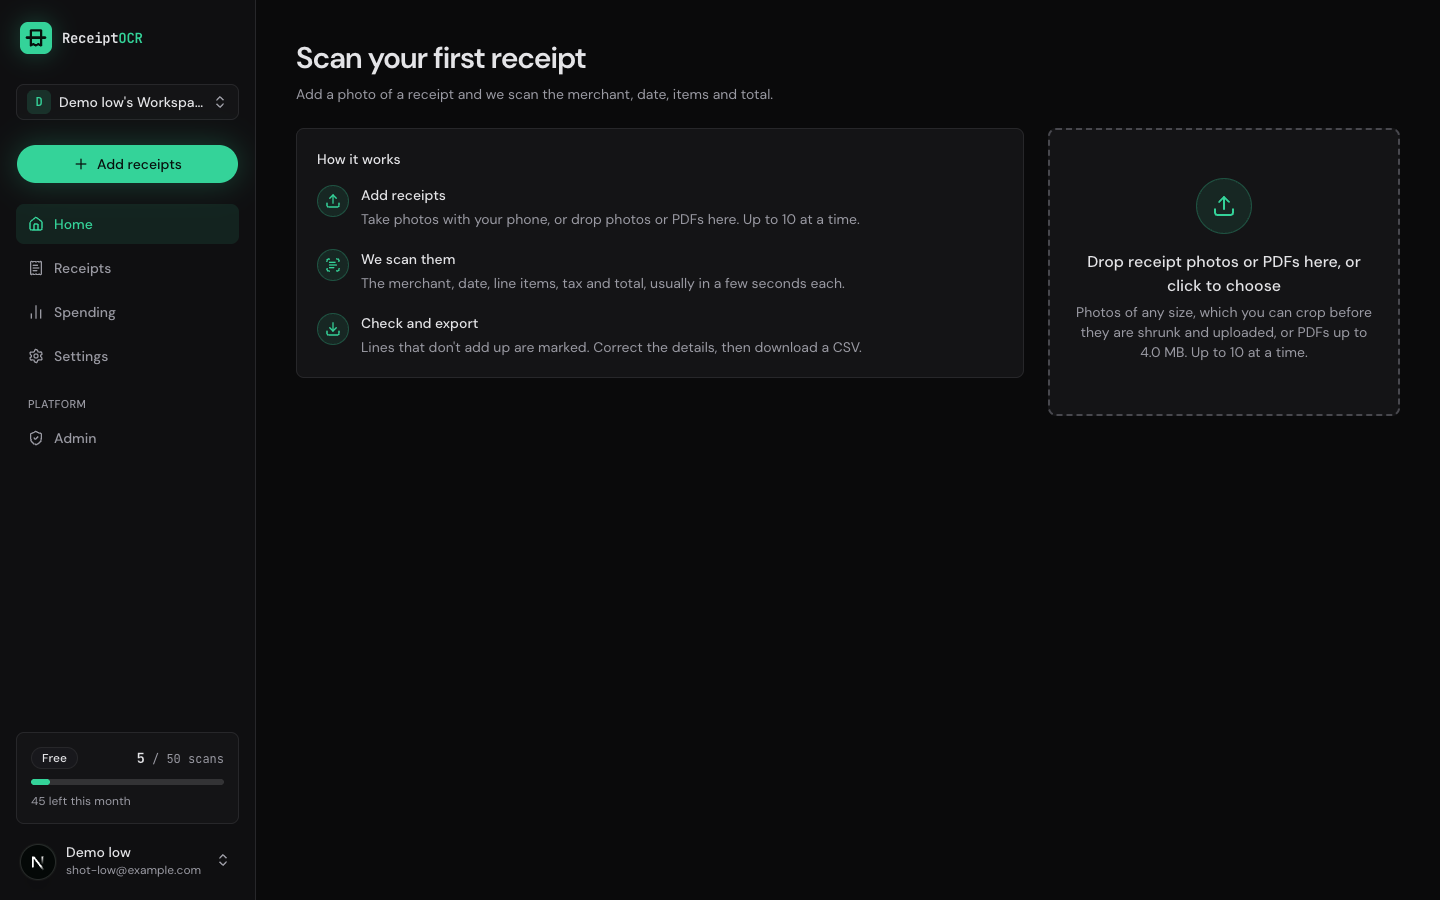 ReceiptOCR
D Demo low's Workspa...
+ Add receipts
Home
Receipts
Spending
Settings
PLATFORM
Admin
Free 5 / 50 scans
45 left this month
N
Demo low
shot-low@example.com
Scan your first receipt
Add a photo of a receipt and we scan the merchant, date, items and total.
How it works
Add receipts
Take photos with your phone, or drop photos or PDFs here. Up to 10 at a time.
We scan them
The merchant, date, line items, tax and total, usually in a few seconds each.
Check and export
Lines that don't add up are marked. Correct the details, then download a CSV.
Drop receipt photos or PDFs here, or
click to choose
Photos of any size, which you can crop before
they are shrunk and uploaded, or PDFs up to
4.0 MB. Up to 10 at a time.